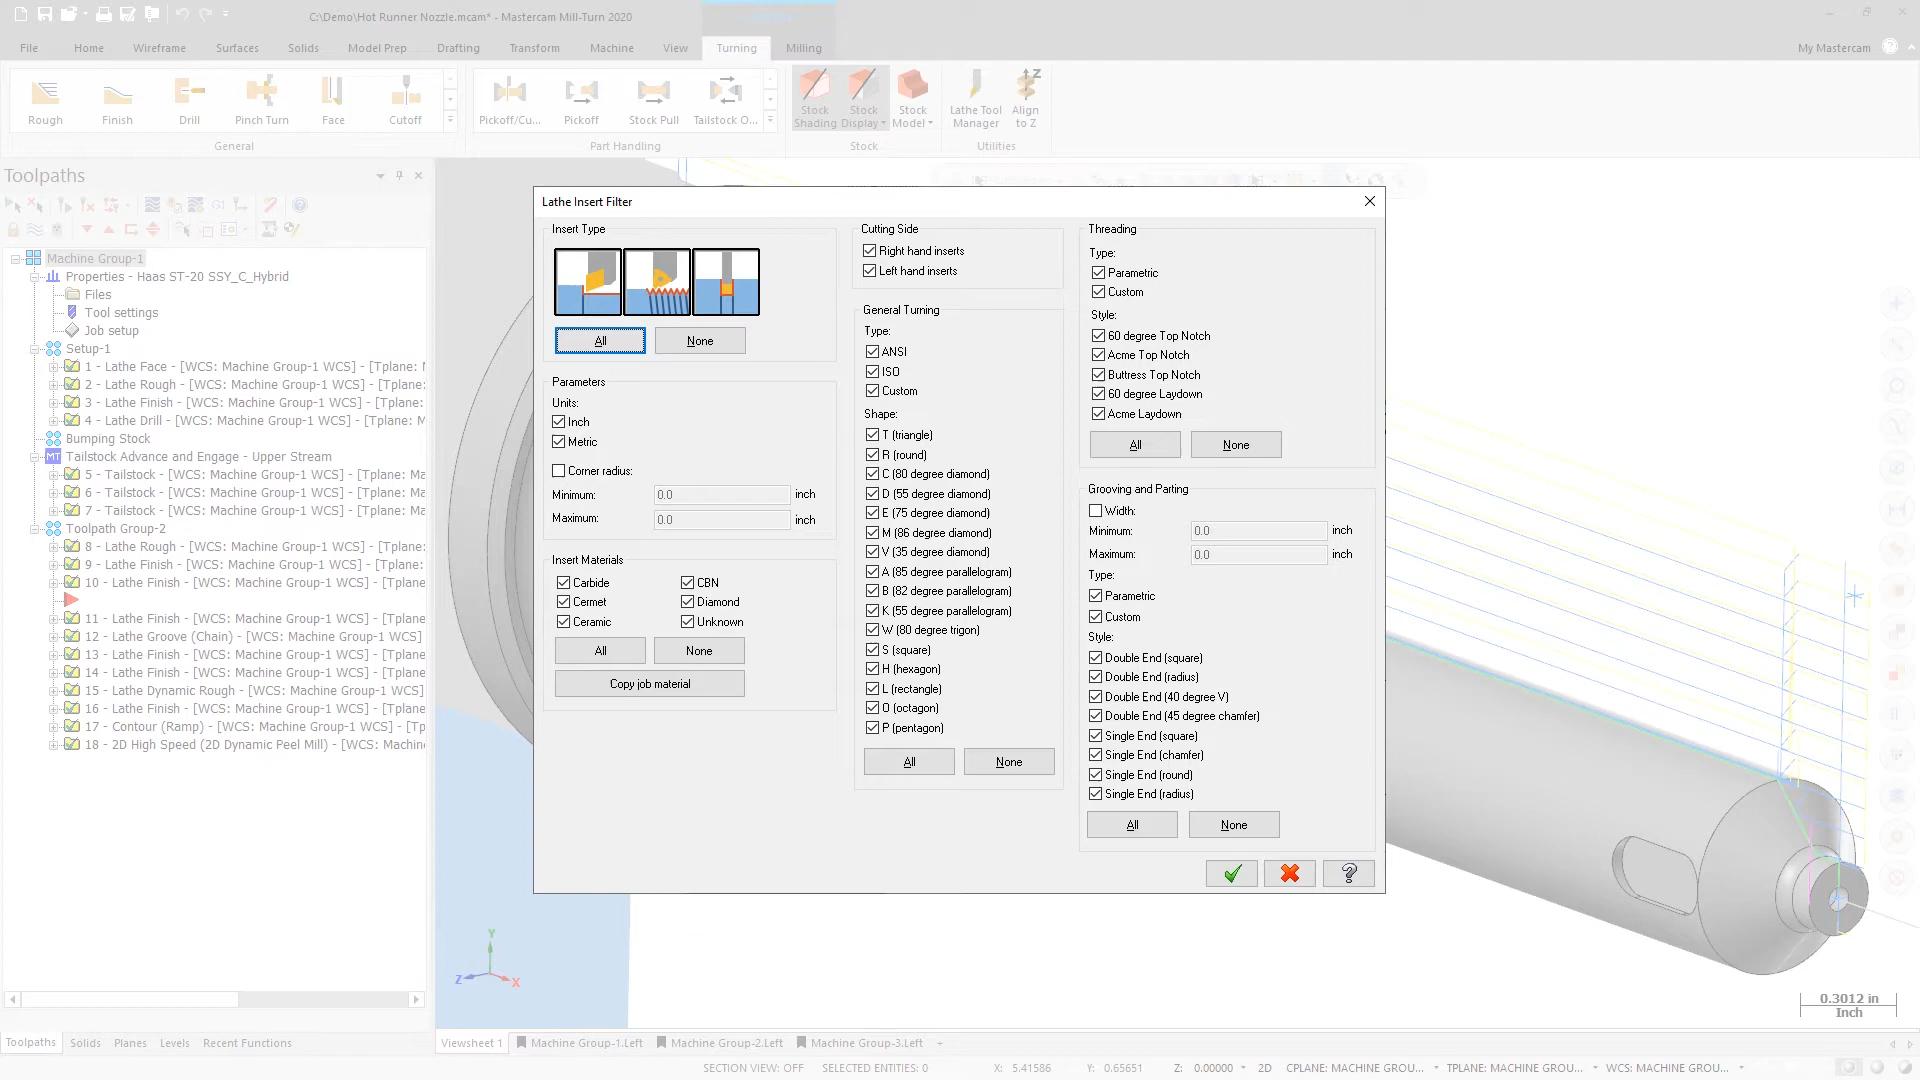 C:\Demo\Hot Runner Nozzle.mcam* - Mastercam Mill-Turn 2020
File Home Wireframe Surfaces Solids Model Prep Drafting Transform Machine View Turning Milling My Mastercam
Rough Finish Drill Pinch Turn Face Cutoff
General
Pickoff/Cu... Pickoff Stock Pull Tailstock O...
Part Handling
Stock Shading Stock Display Stock Model
Stock
Lathe Tool Manager Align to Z
Utilities
Toolpaths
Machine Group-1
Properties - Haas ST-20 SSY_C_Hybrid
Files
Tool settings
Job setup
Setup-1
1 - Lathe Face - [WCS: Machine Group-1 WCS] - [Tplane: M
2 - Lathe Rough - [WCS: Machine Group-1 WCS] - [Tplane:
3 - Lathe Finish - [WCS: Machine Group-1 WCS] - [Tplane:
4 - Lathe Drill - [WCS: Machine Group-1 WCS] - [Tplane: M
Bumping Stock
MT Tailstock Advance and Engage - Upper Stream
5 - Tailstock - [WCS: Machine Group-1 WCS] - [Tplane: Ma
6 - Tailstock - [WCS: Machine Group-1 WCS] - [Tplane: Ma
7 - Tailstock - [WCS: Machine Group-1 WCS] - [Tplane: Ma
Toolpath Group-2
8 - Lathe Rough - [WCS: Machine Group-1 WCS] - [Tplane:
9 - Lathe Finish - [WCS: Machine Group-1 WCS] - [Tplane:
10 - Lathe Finish - [WCS: Machine Group-1 WCS] - [Tplane
11 - Lathe Finish - [WCS: Machine Group-1 WCS] - [Tplane
12 - Lathe Groove (Chain) - [WCS: Machine Group-1 WCS]
13 - Lathe Finish - [WCS: Machine Group-1 WCS] - [Tplane
14 - Lathe Finish - [WCS: Machine Group-1 WCS] - [Tplane
15 - Lathe Dynamic Rough - [WCS: Machine Group-1 WCS]
16 - Lathe Finish - [WCS: Machine Group-1 WCS] - [Tplane
17 - Contour (Ramp) - [WCS: Machine Group-1 WCS] - [Tp
18 - 2D High Speed (2D Dynamic Peel Mill) - [WCS: Machine
Toolpaths Solids Planes Levels Recent Functions
Lathe Insert Filter
Insert Type
All None
Parameters
Units:
Inch
Metric
Corner radius:
Minimum: 0.0 inch
Maximum: 0.0 inch
Insert Materials
Carbide CBN
Cermet Diamond
Ceramic Unknown
All None
Copy job material
Cutting Side
Right hand inserts
Left hand inserts
General Turning
Type:
ANSI
ISO
Custom
Shape:
T (triangle)
R (round)
C (80 degree diamond)
D (55 degree diamond)
E (75 degree diamond)
M (86 degree diamond)
V (35 degree diamond)
A (85 degree parallelogram)
B (82 degree parallelogram)
K (55 degree parallelogram)
W (80 degree trigon)
S (square)
H (hexagon)
L (rectangle)
O (octagon)
P (pentagon)
All None
Threading
Type:
Parametric
Custom
Style:
60 degree Top Notch
Acme Top Notch
Buttress Top Notch
60 degree Laydown
Acme Laydown
All None
Grooving and Parting
Width:
Minimum: 0.0 inch
Maximum: 0.0 inch
Type:
Parametric
Custom
Style:
Double End (square)
Double End (radius)
Double End (40 degree V)
Double End (45 degree chamfer)
Single End (square)
Single End (chamfer)
Single End (round)
Single End (radius)
All None
Y
Z
X
0.3012 in
Inch
Viewsheet 1 Machine Group-1.Left Machine Group-2.Left Machine Group-3.Left +
SECTION VIEW: OFF SELECTED ENTITIES: 0 X: 5.41586 Y: 0.65651 Z: 0.00000 2D CPLANE: MACHINE GROU... TPLANE: MACHINE GROU... WCS: MACHINE GROU...